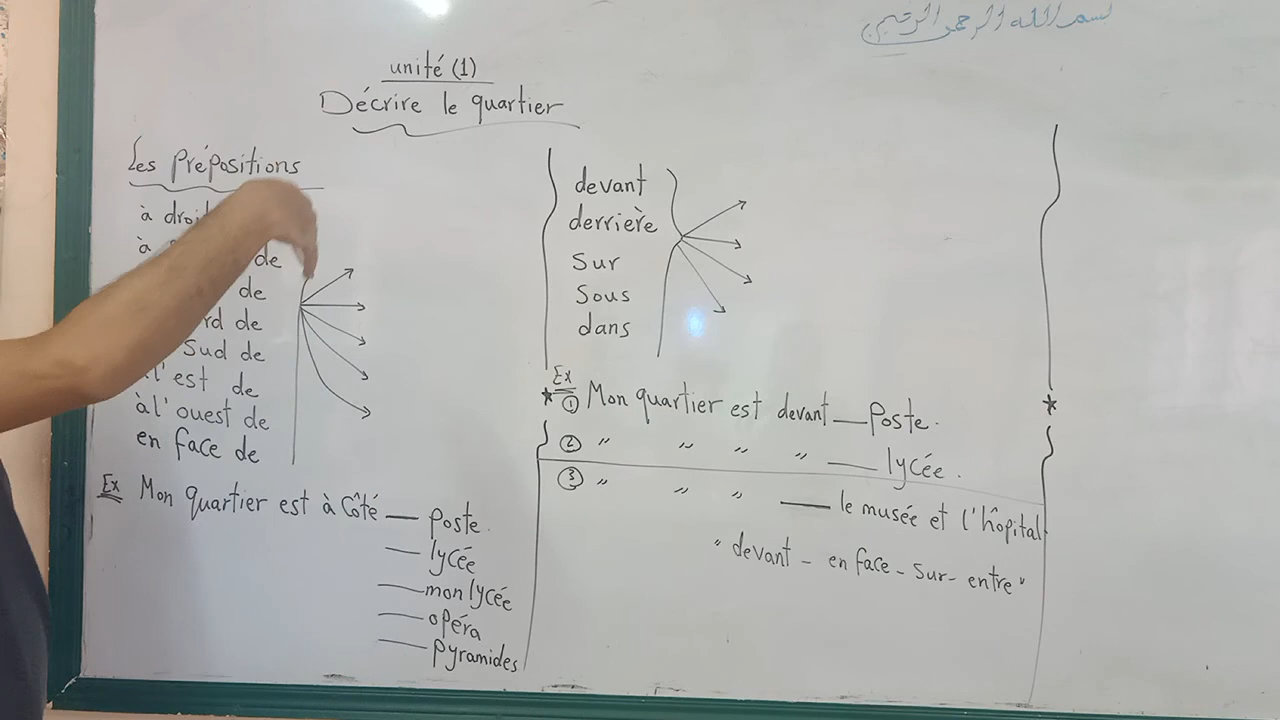 بسم الله الرحمن الرحيم
unité (1)
Décrire le quartier
Les Prépositions
à
à de
de
de
Sud de
l'est de
à l'ouest de
en face de
Ex Mon quartier est à côté — poste.
— lycée
— mon lycée
— opéra
— pyramides
devant
derrière
Sur
Sous
dans
Ex
* ① Mon quartier est devant — Poste.
② " " " " — lycée.
③ " " " — le musée et l'hôpital
" devant - en face - Sur - entre "
*